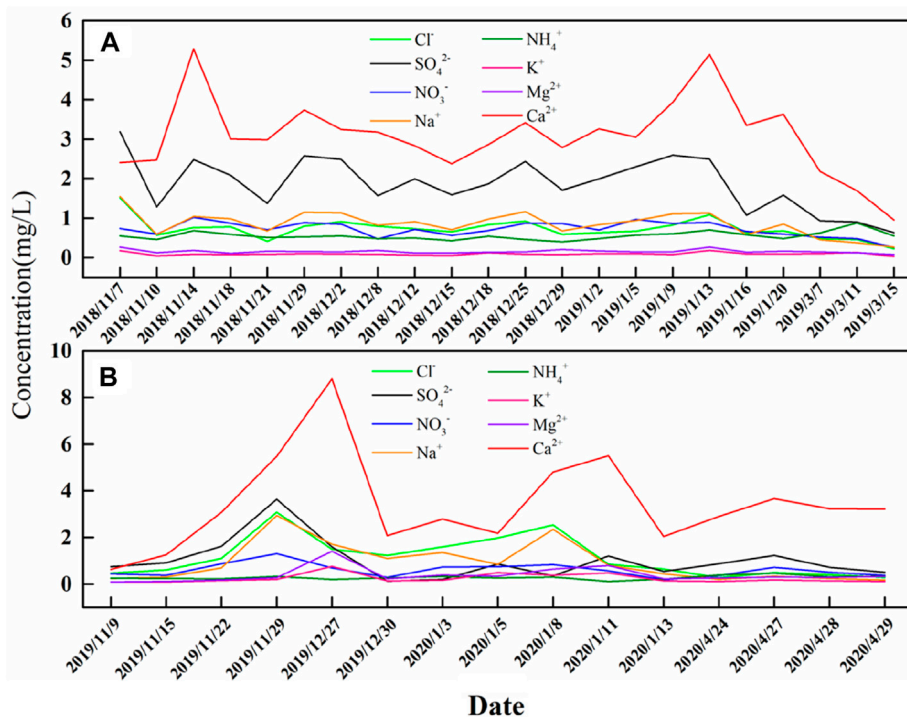 Concentration(mg/L)
A
6
5
4
3
2
1
0
Cl⁻
SO₄²⁻
NO₃⁻
Na⁺
NH₄⁺
K⁺
Mg²⁺
Ca²⁺
2018/11/7
2018/11/10
2018/11/14
2018/11/18
2018/11/21
2018/11/29
2018/12/2
2018/12/8
2018/12/12
2018/12/15
2018/12/18
2018/12/25
2018/12/29
2019/1/2
2019/1/5
2019/1/9
2019/1/13
2019/1/16
2019/1/20
2019/3/7
2019/3/11
2019/3/15
B
10
8
6
4
2
0
Cl⁻
SO₄²⁻
NO₃⁻
Na⁺
NH₄⁺
K⁺
Mg²⁺
Ca²⁺
2019/11/9
2019/11/15
2019/11/22
2019/11/29
2019/12/27
2019/12/30
2020/1/3
2020/1/5
2020/1/8
2020/1/11
2020/1/13
2020/4/24
2020/4/27
2020/4/28
2020/4/29
Date